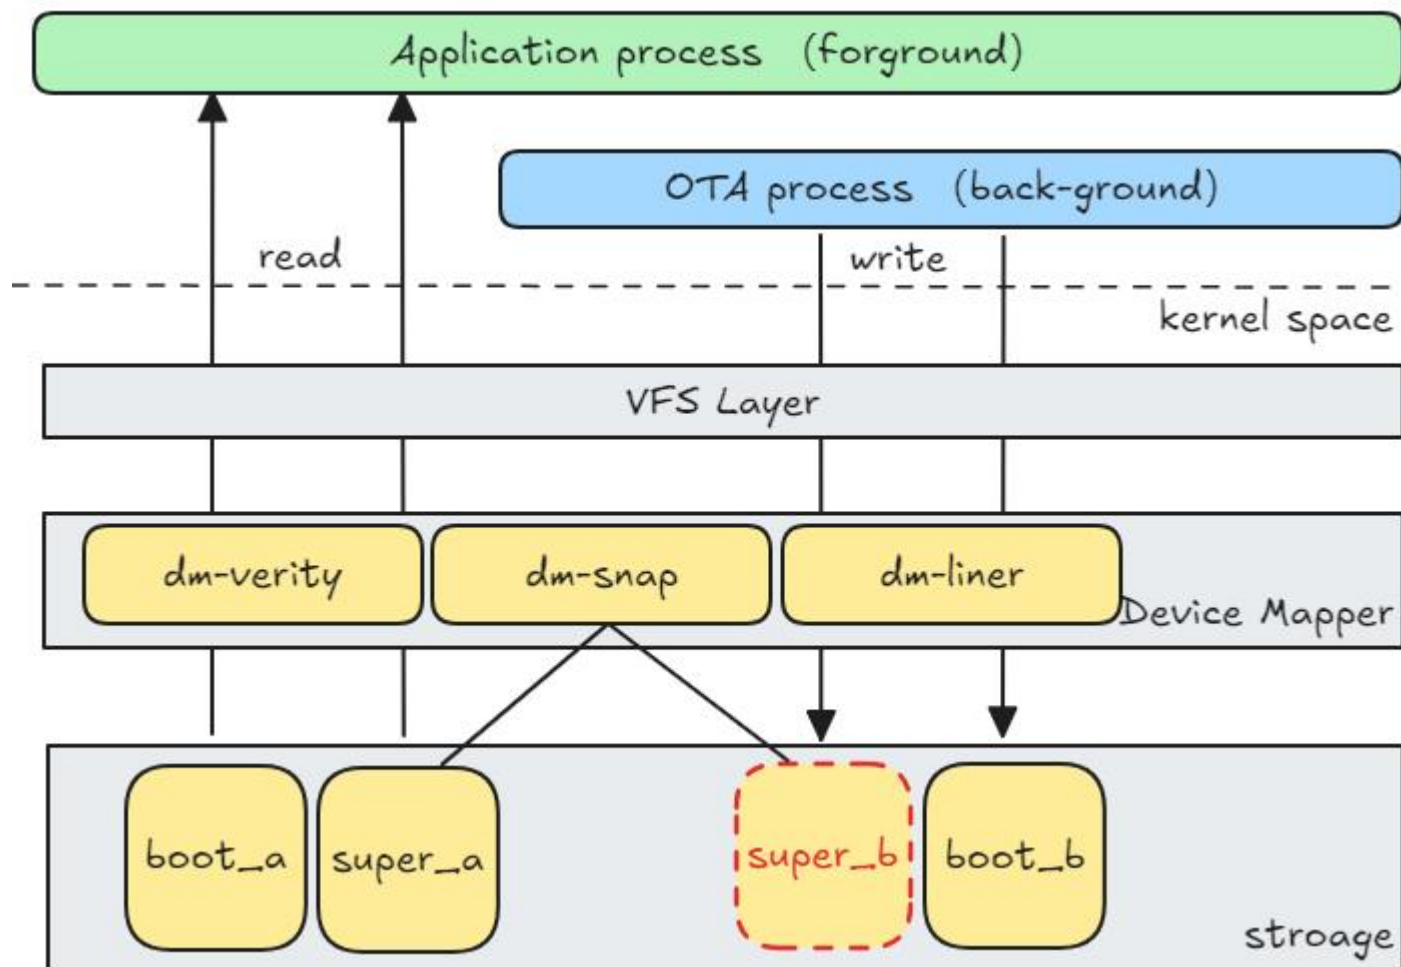 Application process (forground)
OTA process (back-ground)
read
write
kernel space
VFS Layer
dm-verity
dm-snap
dm-liner
Device Mapper
boot_a
super_a
super_b
boot_b
stroage